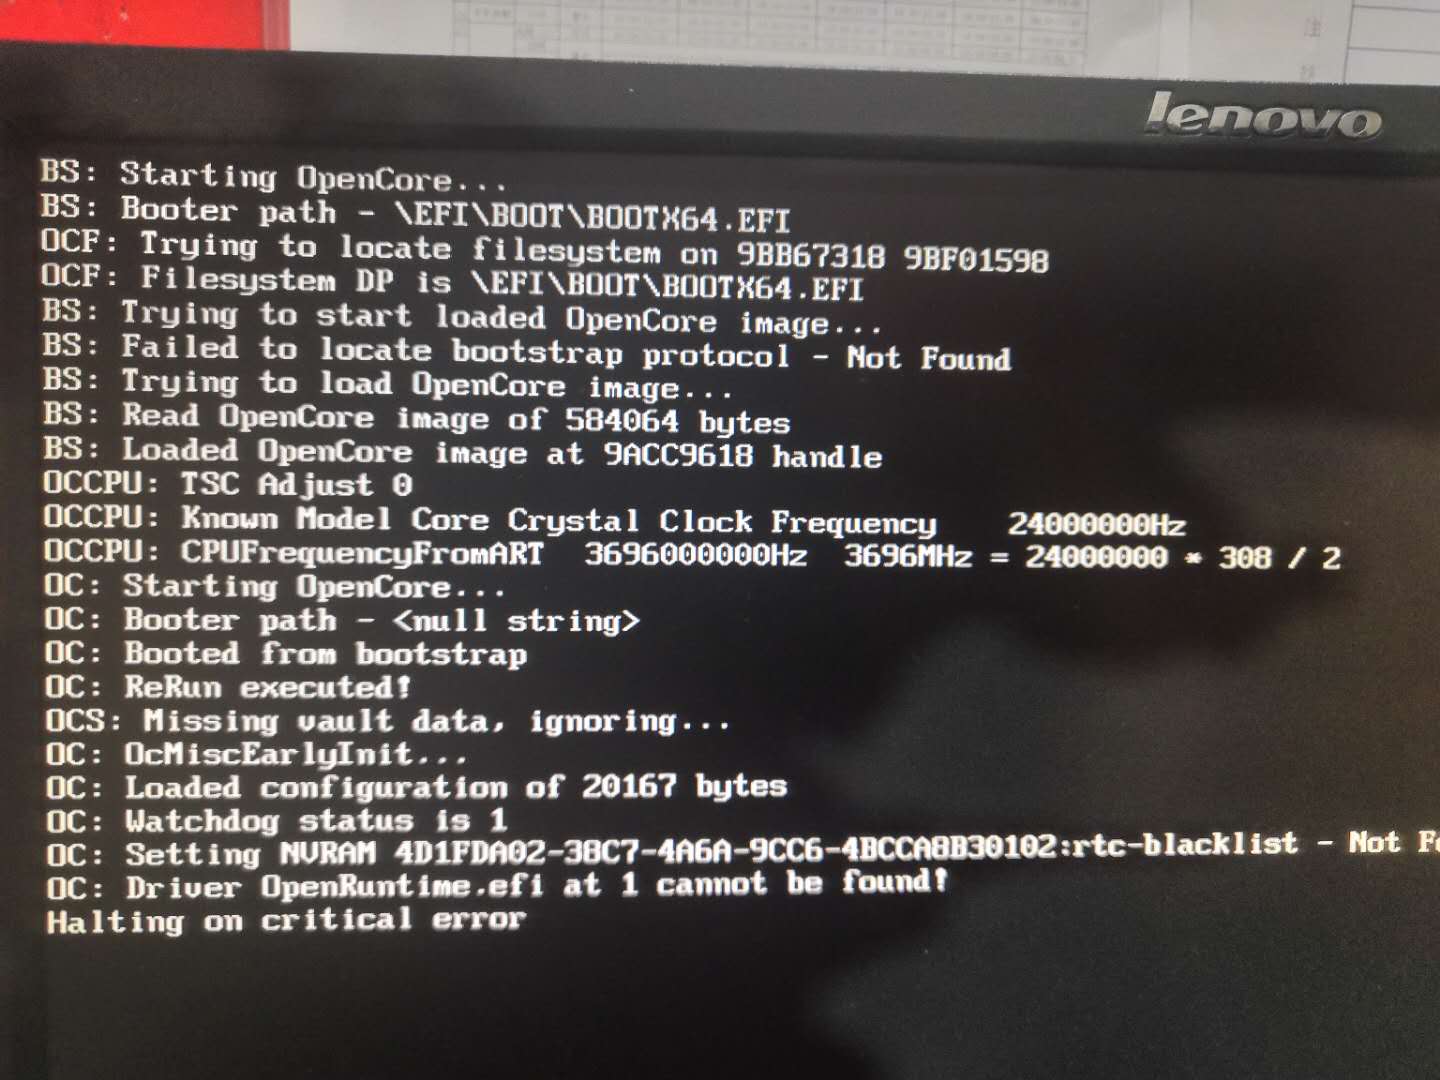 lenovo
BS: Starting OpenCore...
BS: Booter path - \EFI\BOOT\BOOTX64.EFI
OCF: Trying to locate filesystem on 9BB67318 9BF01598
OCF: Filesystem DP is \EFI\BOOT\BOOTX64.EFI
BS: Trying to start loaded OpenCore image...
BS: Failed to locate bootstrap protocol - Not Found
BS: Trying to load OpenCore image...
BS: Read OpenCore image of 584064 bytes
BS: Loaded OpenCore image at 9ACC9618 handle
OCCPU: TSC Adjust 0
OCCPU: Known Model Core Crystal Clock Frequency 24000000Hz
OCCPU: CPUFrequencyFromART 3696000000Hz 3696MHz = 24000000 * 308 / 2
OC: Starting OpenCore...
OC: Booter path - <null string>
OC: Booted from bootstrap
OC: ReRun executed!
OCS: Missing vault data, ignoring...
OC: OcMiscEarlyInit...
OC: Loaded configuration of 20167 bytes
OC: Watchdog status is 1
OC: Setting NVRAM 4D1FDA02-38C7-4A6A-9CC6-4BCCA8B30102:rtc-blacklist - Not Fo
OC: Driver OpenRuntime.efi at 1 cannot be found!
Halting on critical error